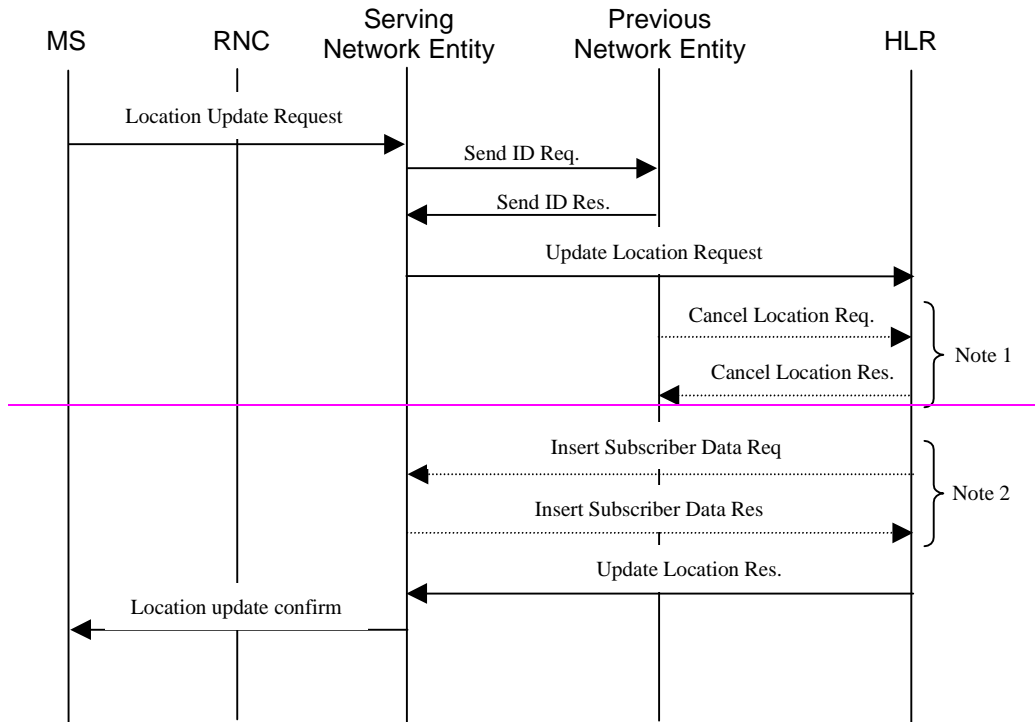 MS
RNC
Serving
Network Entity
Previous
Network Entity
HLR
Location Update Request
Send ID Req.
Send ID Res.
Update Location Request
Cancel Location Req.
Note 1
Cancel Location Res.
Insert Subscriber Data Req
Note 2
Insert Subscriber Data Res
Update Location Res.
Location update confirm